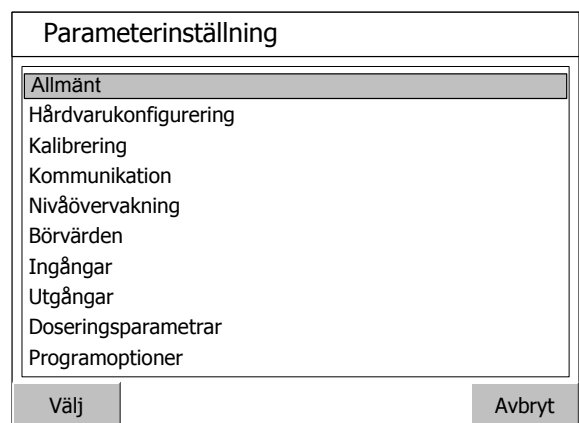 Parameterinställning
Allmänt
Hårdvarukonfigurering
Kalibrering
Kommunikation
Nivåövervakning
Börvärden
Ingångar
Utgångar
Doseringsparametrar
Programoptioner
Välj
Avbryt